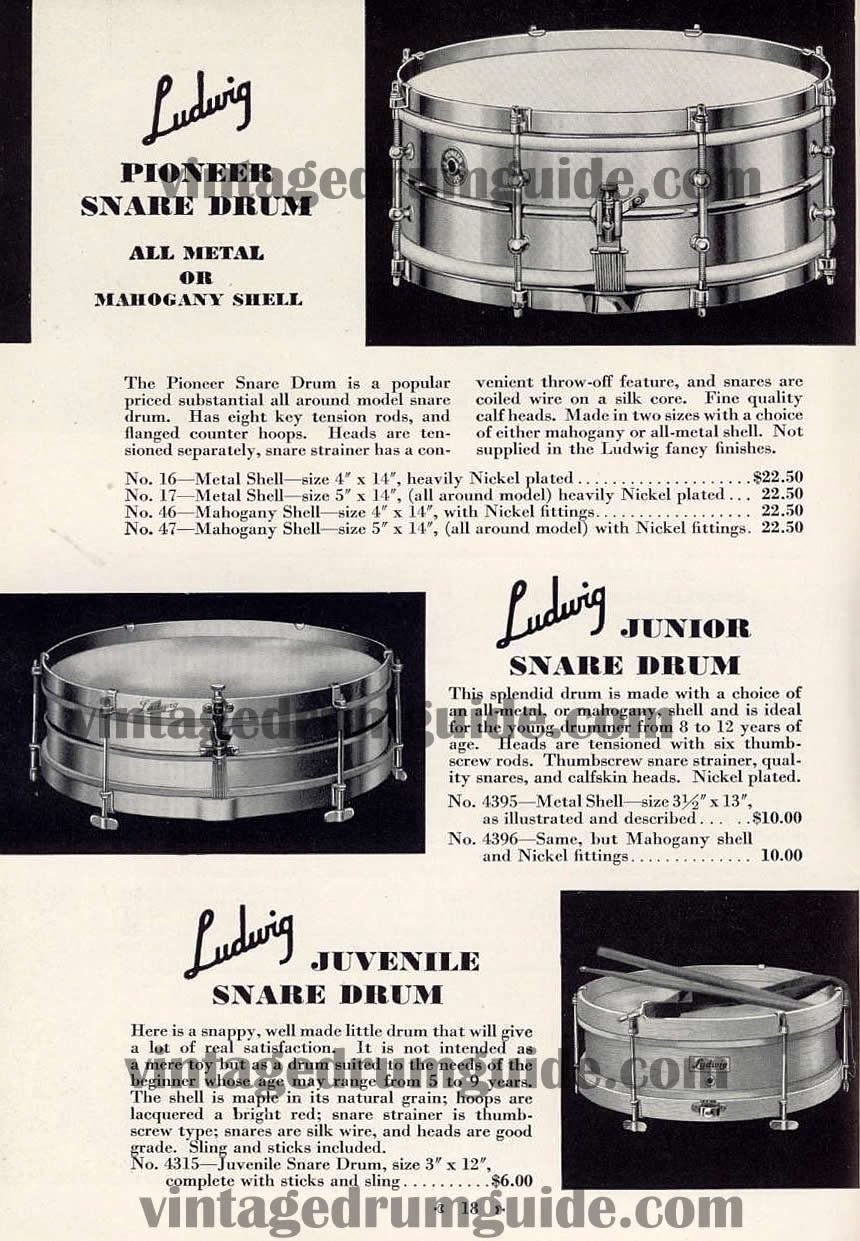 Ludwig
PIONEER
SNARE DRUM
ALL METAL
OR
MAHOGANY SHELL
vintagedrumguide.com
The Pioneer Snare Drum is a popular
priced substantial all around model snare
drum. Has eight key tension rods, and
flanged counter hoops. Heads are ten-
sioned separately, snare strainer has a con-
venient throw-off feature, and snares are
coiled wire on a silk core. Fine quality
calf heads. Made in two sizes with a choice
of either mahogany or all-metal shell. Not
supplied in the Ludwig fancy finishes.
No. 16—Metal Shell—size 4″ x 14″, heavily Nickel plated . . . . . . . . . . . . . . . . . . . . $22.50
No. 17—Metal Shell—size 5″ x 14″, (all around model) heavily Nickel plated . . . 22.50
No. 46—Mahogany Shell—size 4″ x 14″, with Nickel fittings. . . . . . . . . . . . . . . . . . 22.50
No. 47—Mahogany Shell—size 5″ x 14″, (all around model) with Nickel fittings. 22.50
Ludwig
JUNIOR
SNARE DRUM
Ludwig
vintagedrumguide.com
This splendid drum is made with a choice of
an all-metal, or mahogany, shell and is ideal
for the young drummer from 8 to 12 years of
age. Heads are tensioned with six thumb-
screw rods. Thumbscrew snare strainer, qual-
ity snares, and calfskin heads. Nickel plated.
No. 4395—Metal Shell—size 3½″ x 13″,
as illustrated and described . . . . . $10.00
No. 4396—Same, but Mahogany shell
and Nickel fittings . . . . . . . . . . . . . . 10.00
Ludwig
JUVENILE
SNARE DRUM
Here is a snappy, well made little drum that will give
a lot of real satisfaction. It is not intended as
a mere toy but as a drum suited to the needs of the
beginner whose age may range from 5 to 9 years.
The shell is maple in its natural grain; hoops are
lacquered a bright red; snare strainer is thumb-
screw type; snares are silk wire, and heads are good
grade. Sling and sticks included.
No. 4315—Juvenile Snare Drum, size 3″ x 12″,
complete with sticks and sling . . . . . . . . . . $6.00
vintagedrumguide.com
Ludwig
18
vintagedrumguide.com